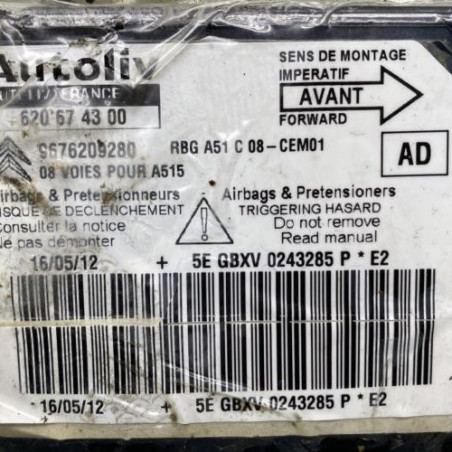 Autoliv
SENS DE MONTAGE
IMPERATIF
AVANT
FORWARD
FRANCE
620 67 43 00
9676209280
RBG A51 C 08-CEM01
08 VOIES POUR A515
AD
Airbags & Pretensionneurs
RISQUE DE DECLENCHEMENT
Consulter la notice
Ne pas démonter
Airbags & Pretensioners
TRIGGERING HASARD
Do not remove
Read manual
16/05/12 + 5E GBXV 0243285 P * E2
16/05/12 + 5E GBXV 0243285 P * E2